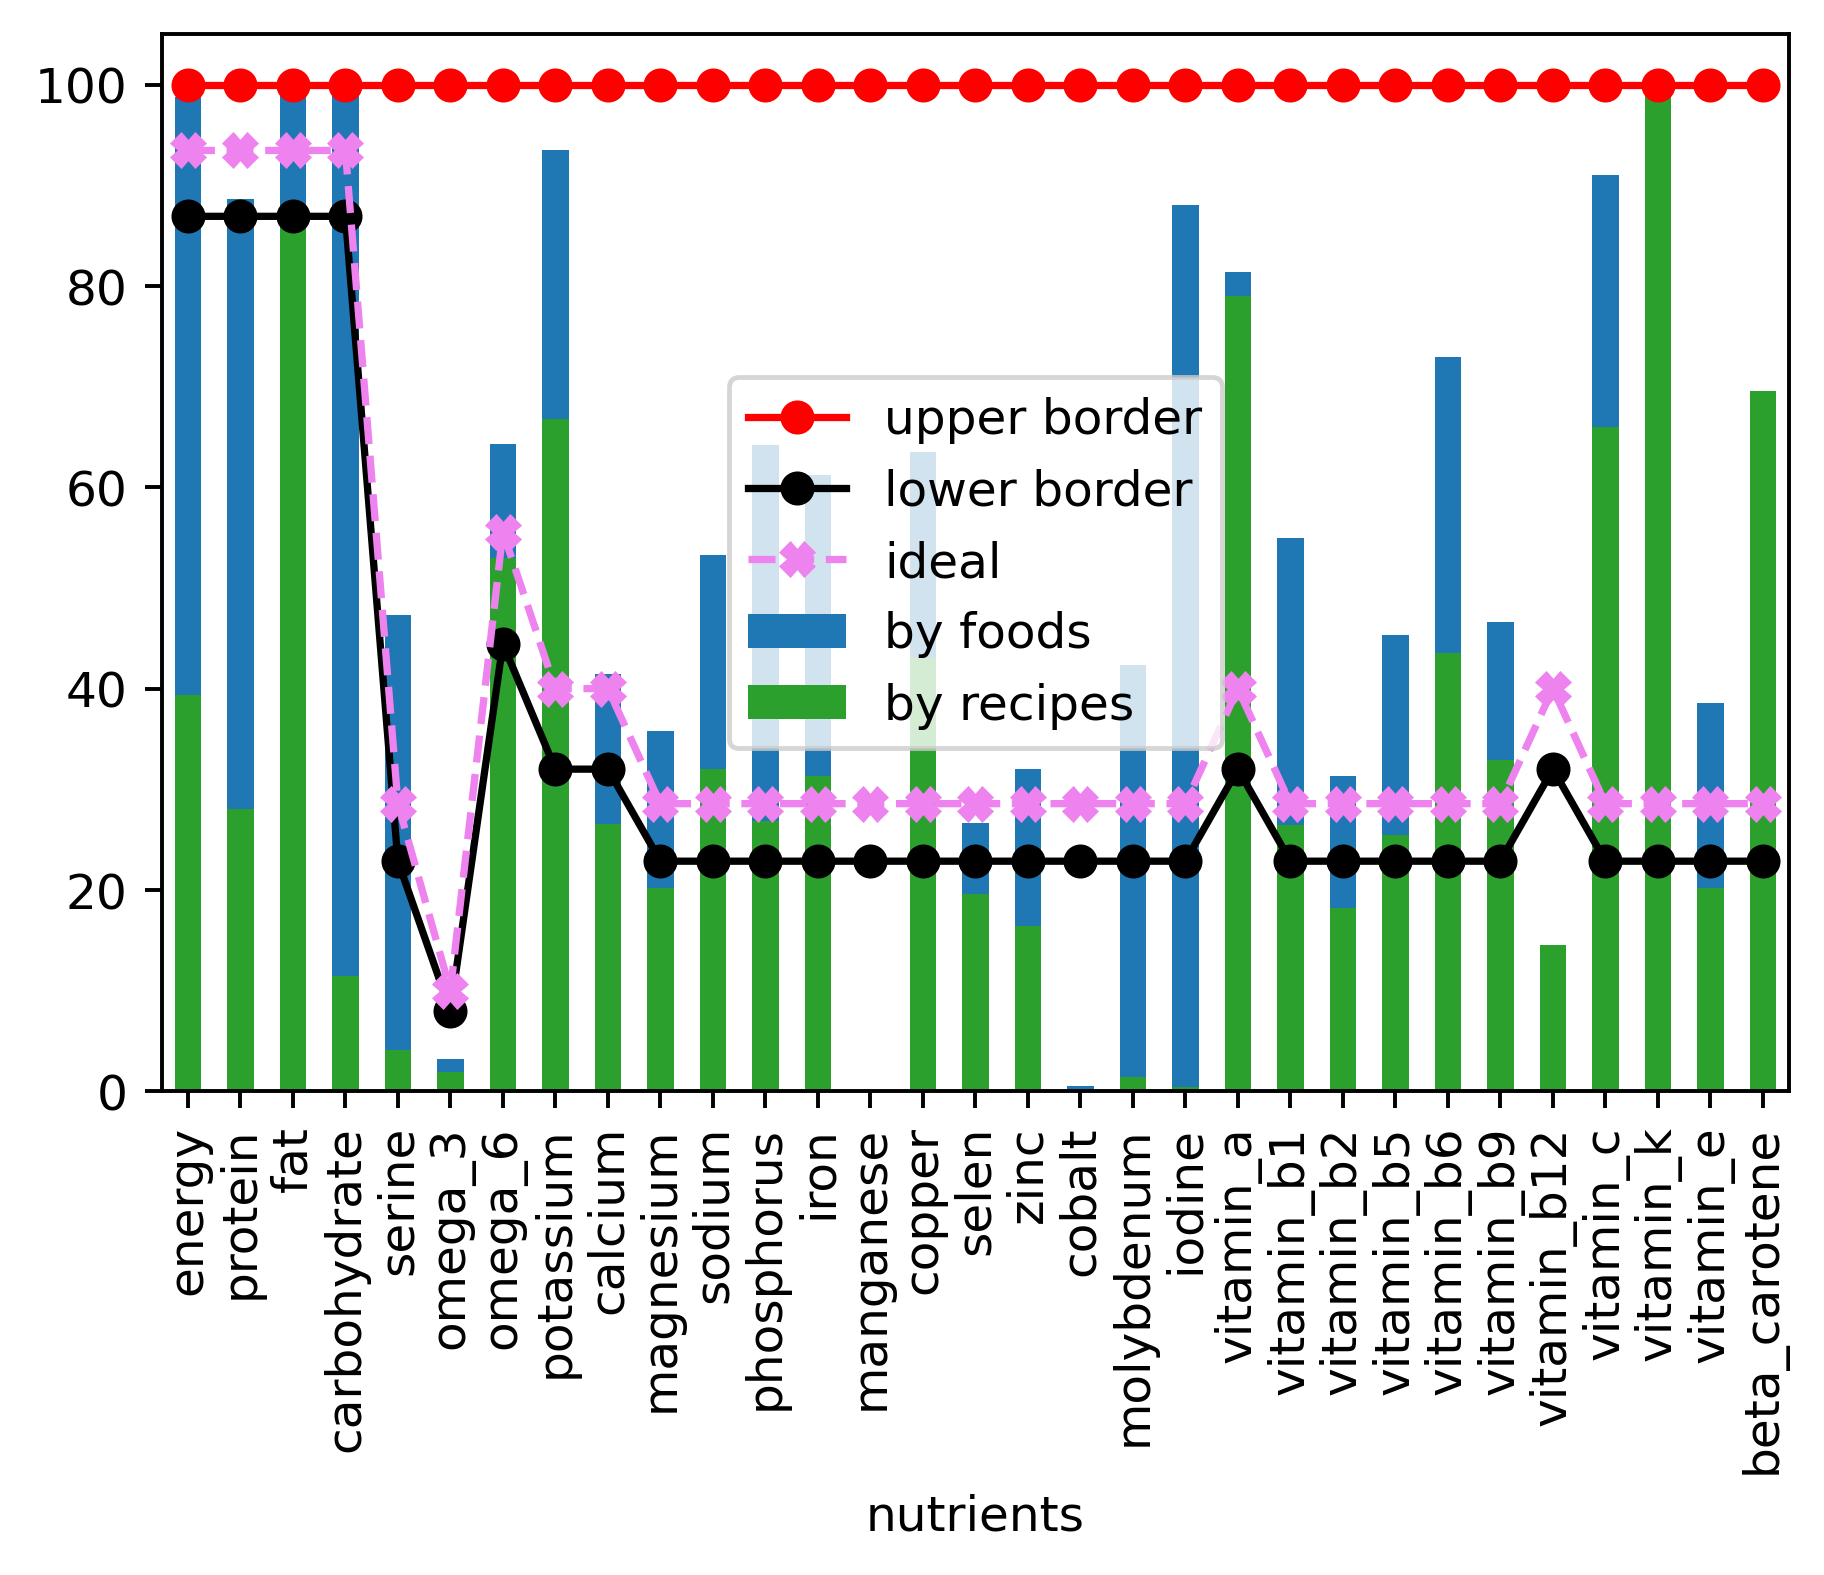 100
80
60
40
20
0
upper border
lower border
ideal
by foods
by recipes
energy
protein
fat
carbohydrate
serine
omega_3
omega_6
potassium
calcium
magnesium
sodium
phosphorus
iron
manganese
copper
selen
zinc
cobalt
molybdenum
iodine
vitamin_a
vitamin_b1
vitamin_b2
vitamin_b5
vitamin_b6
vitamin_b9
vitamin_b12
vitamin_c
vitamin_k
vitamin_e
beta_carotene
nutrients